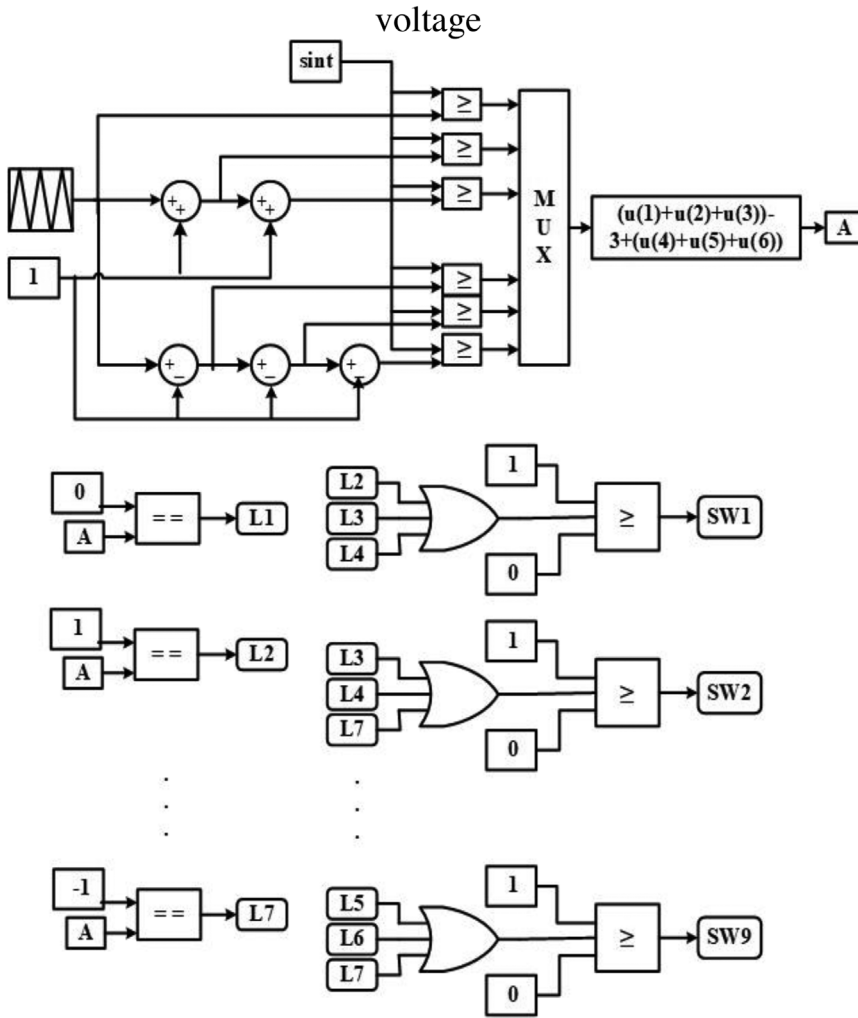 voltage
sint
≥
≥
≥
+
+
+
+
M
U
X
(u(1)+u(2)+u(3))-
3+(u(4)+u(5)+u(6))
A
1
≥
≥
≥
+
−
+
−
+
−
0
A
==
L1
L2
L3
L4
1
0
≥
SW1
1
A
==
L2
L3
L4
L7
1
0
≥
SW2
-1
A
==
L7
L5
L6
L7
1
0
≥
SW9